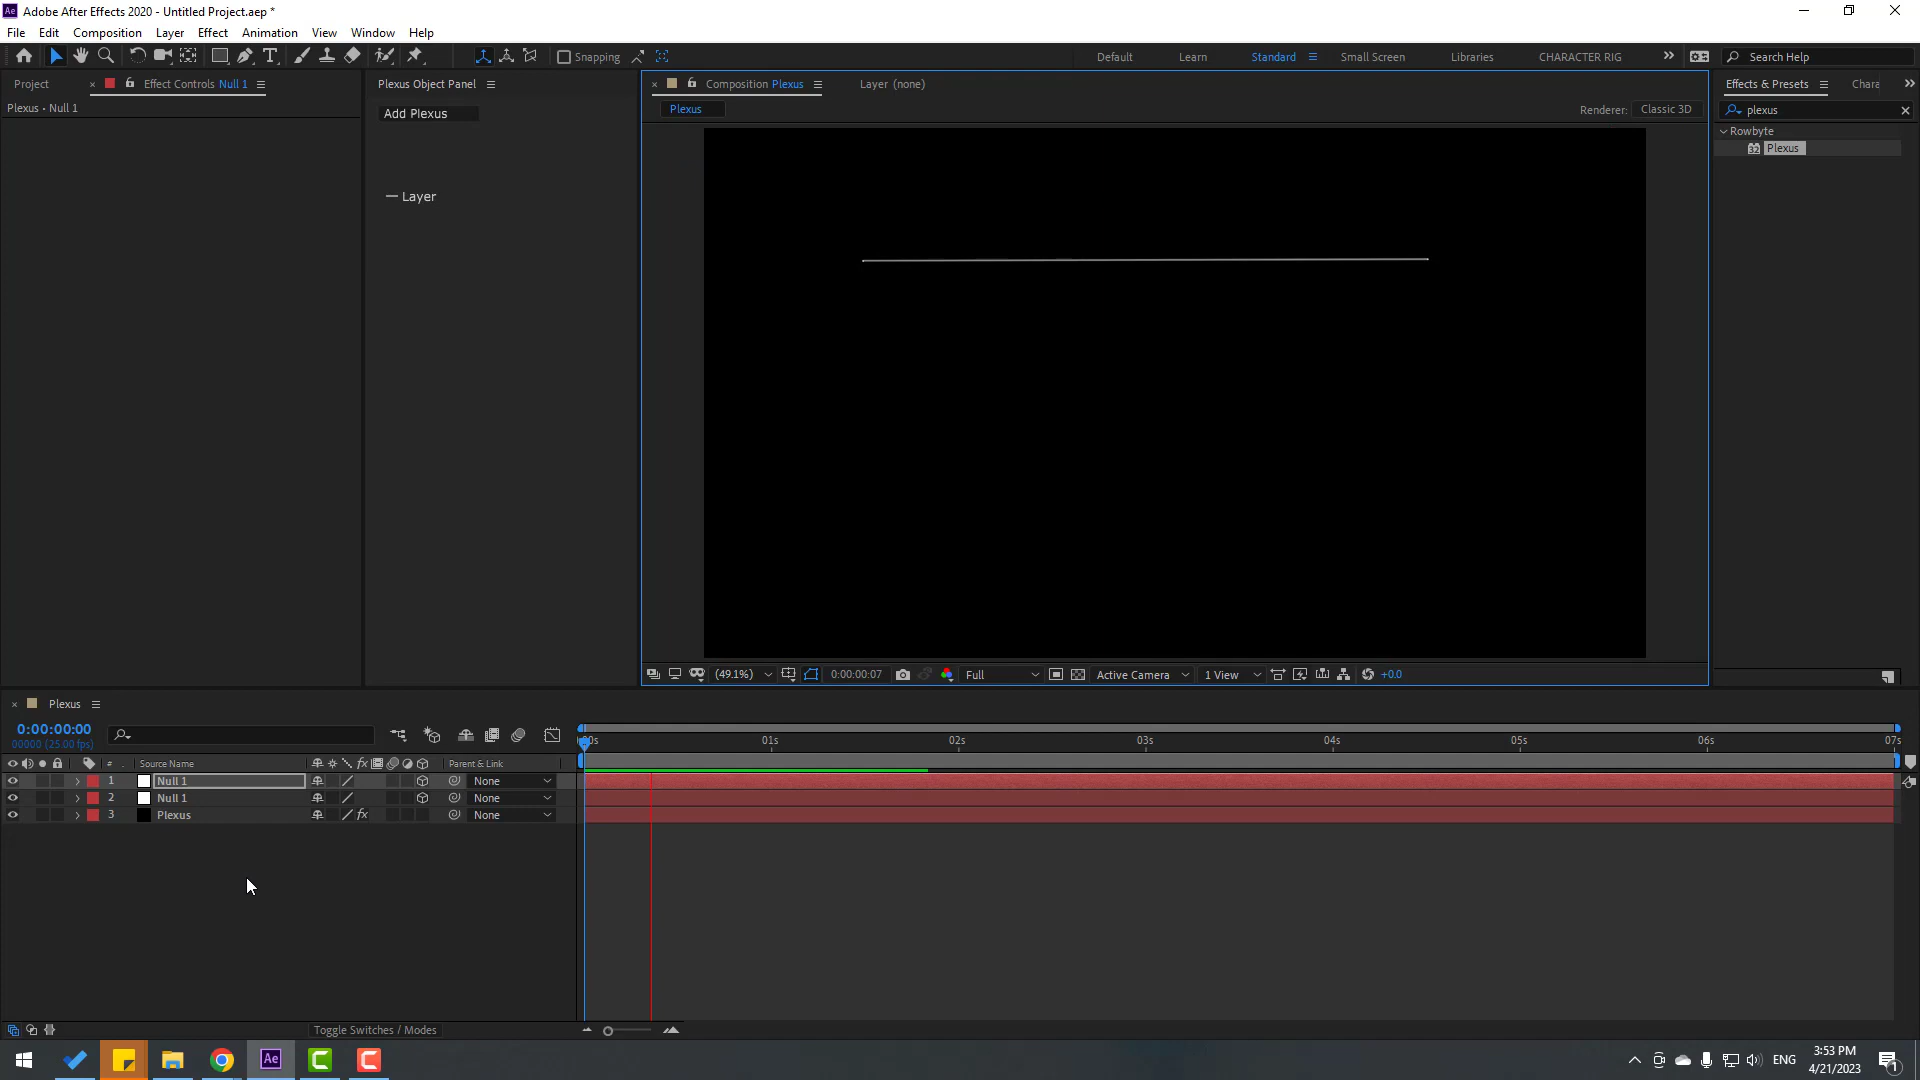 Adobe After Effects 2020 - Untitled Project.aep *
File Edit Composition Layer Effect Animation View Window Help
Snapping
Default Learn Standard Small Screen Libraries CHARACTER RIG
Search Help
Project Effect Controls Null 1
Plexus • Null 1
Plexus Object Panel
Add Plexus
Layer
Composition Plexus
Layer (none)
Plexus
Renderer: Classic 3D
Effects & Presets
Chara
plexus
Rowbyte
32 Plexus
(49.1%) 0:00:00:07 Full Active Camera 1 View +0.0
Plexus
0:00:00:00
00000 (25.00 fps)
# . Source Name fx Parent & Link
1 Null 1 None
2 Null 1 None
3 Plexus fx None
:00s 01s 02s 03s 04s 05s 06s 07s
Toggle Switches / Modes
Ae
ENG
3:53 PM
4/21/2023
1